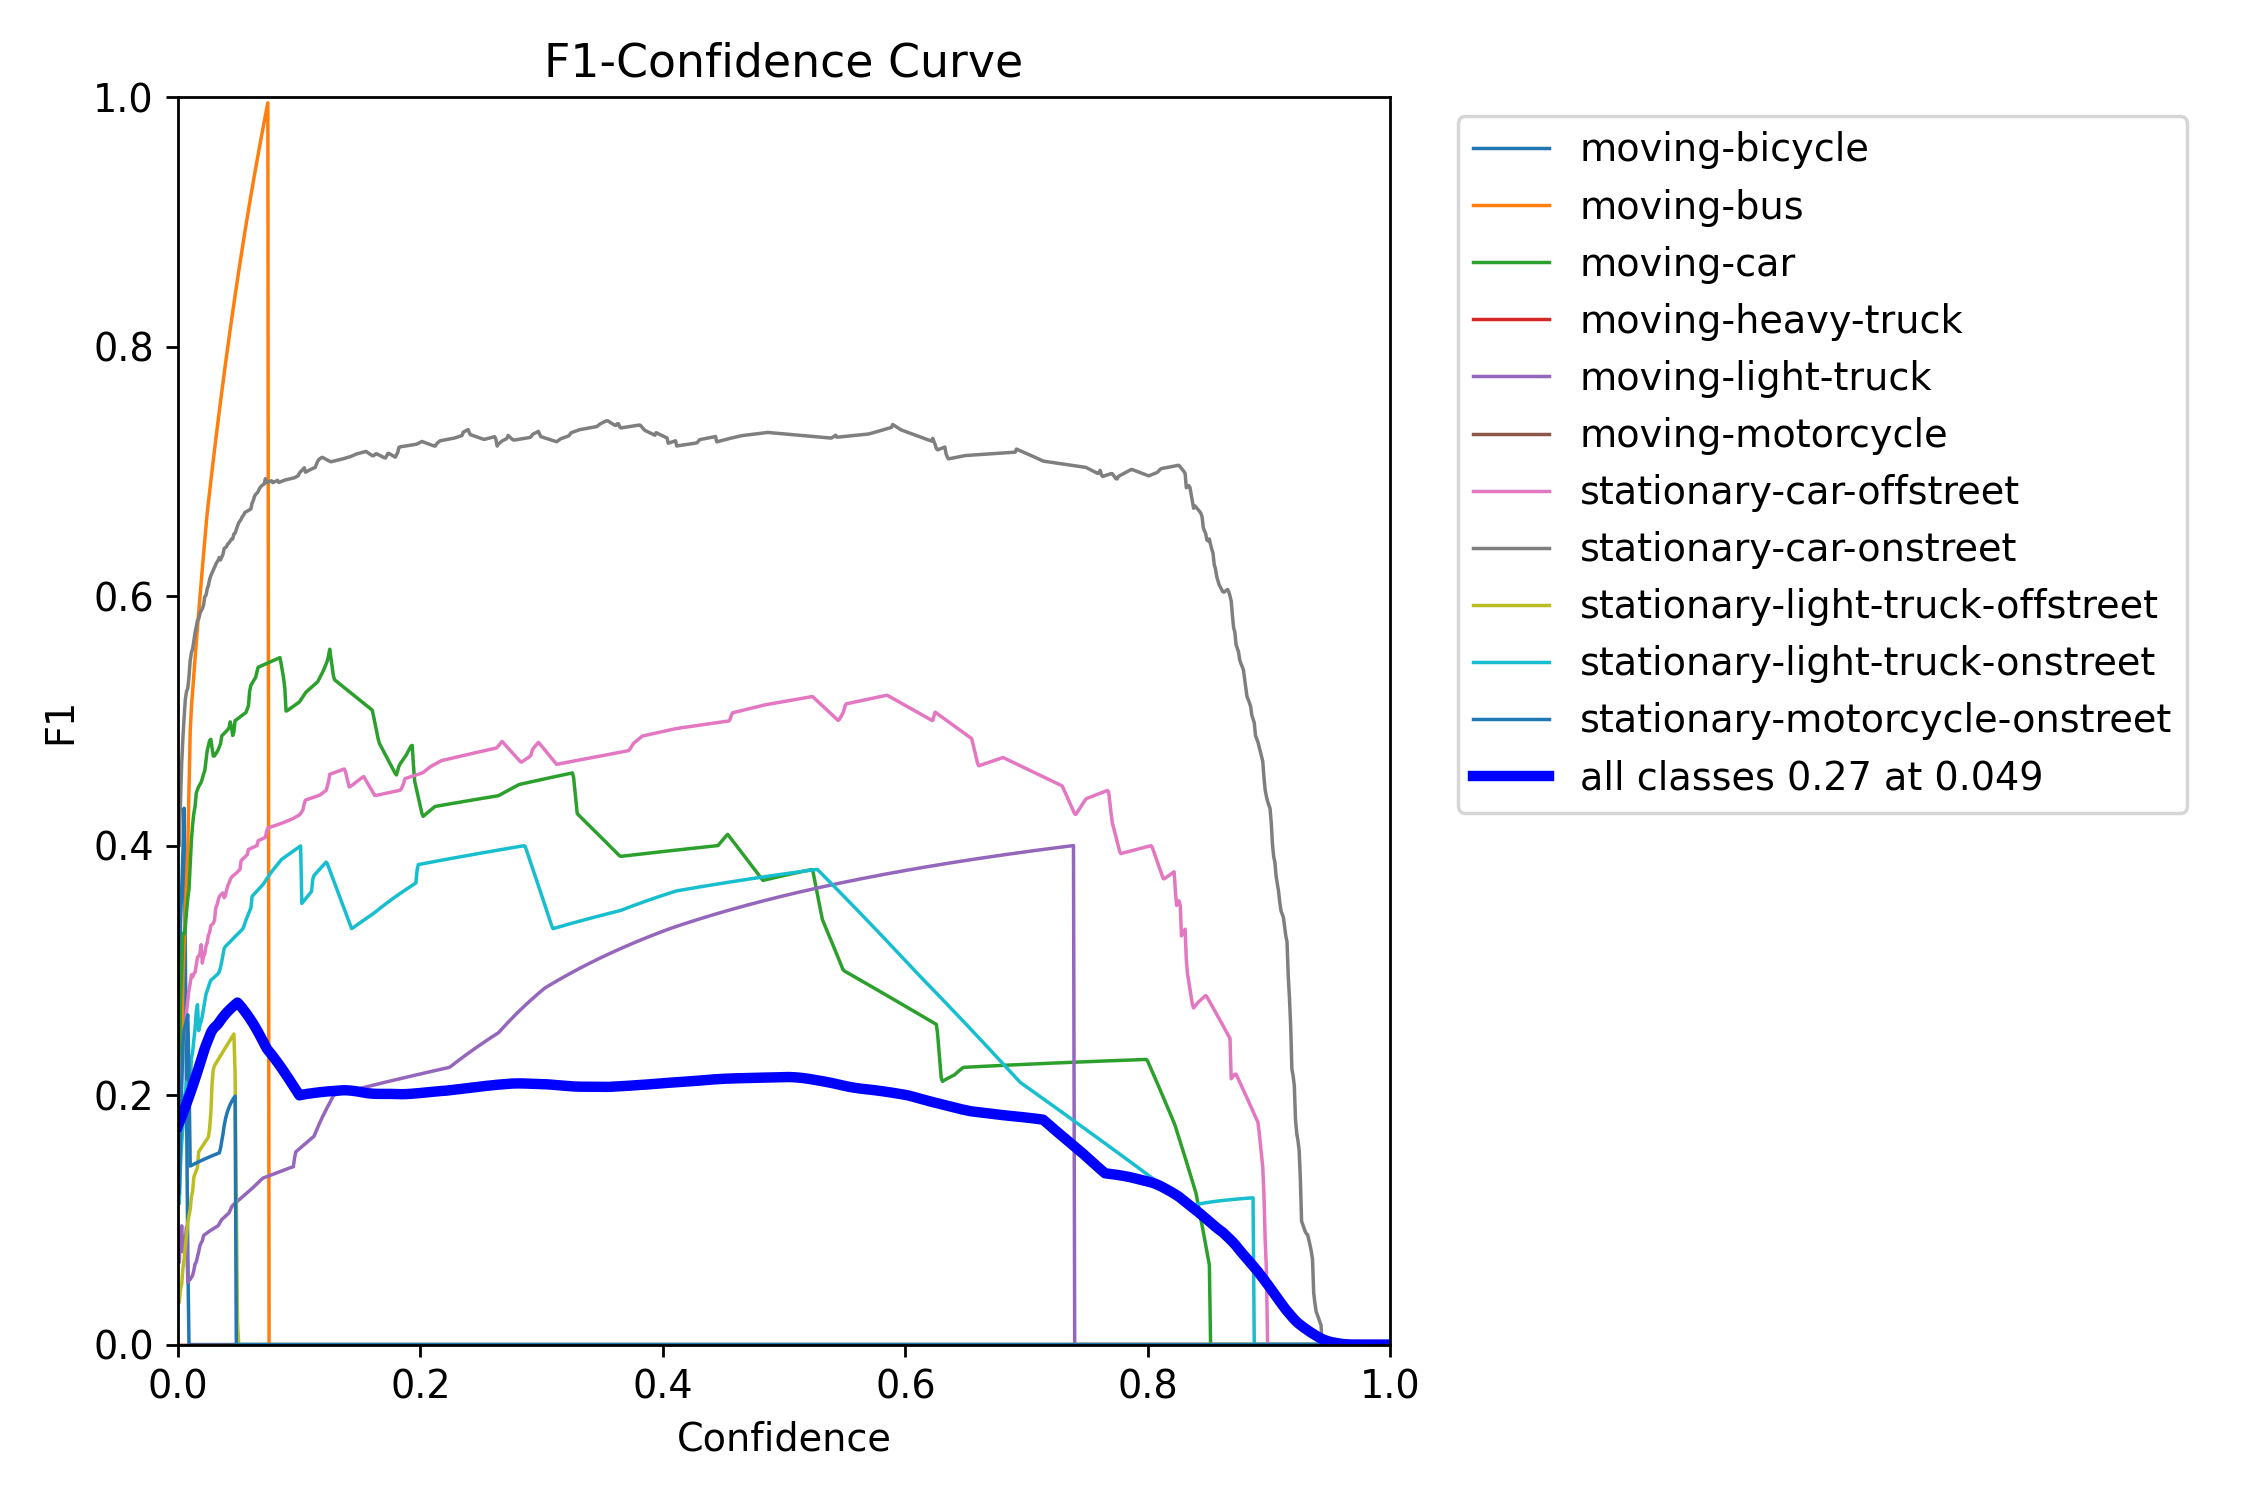 F1-Confidence Curve
1.0
0.8
0.6
0.4
0.2
0.0
F1
0.0 0.2 0.4 0.6 0.8 1.0
Confidence
moving-bicycle
moving-bus
moving-car
moving-heavy-truck
moving-light-truck
moving-motorcycle
stationary-car-offstreet
stationary-car-onstreet
stationary-light-truck-offstreet
stationary-light-truck-onstreet
stationary-motorcycle-onstreet
all classes 0.27 at 0.049